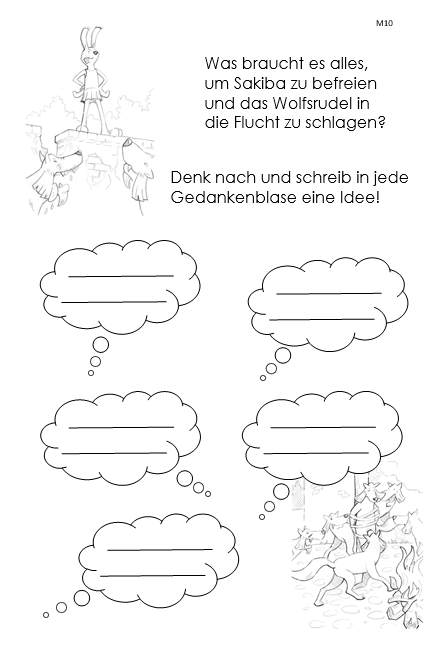 M10
Was braucht es alles,
um Sakiba zu befreien
und das Wolfsrudel in
die Flucht zu schlagen?
Denk nach und schreib in jede
Gedankenblase eine Idee!